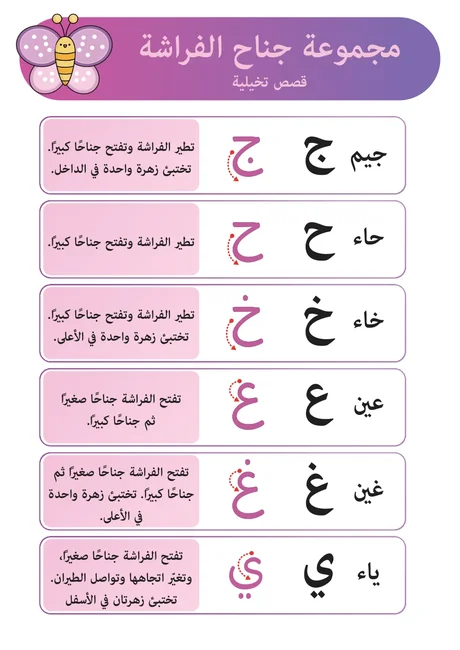 مجموعة جناح الفراشة
قصص تخيلية
جيم
ج
ج
تطير الفراشة وتفتح جناحًا كبيرًا.
تختبئ زهرة واحدة في الداخل.
حاء
ح
ح
تطير الفراشة وتفتح جناحًا كبيرًا.
خاء
خ
خ
تطير الفراشة وتفتح جناحًا كبيرًا.
تختبئ زهرة واحدة في الأعلى.
عين
ع
ع
تفتح الفراشة جناحًا صغيرًا
ثم جناحًا كبيرًا.
غين
غ
غ
تفتح الفراشة جناحًا صغيرًا ثم
جناحًا كبيرًا. تختبئ زهرة واحدة
في الأعلى.
ياء
ي
ي
تفتح الفراشة جناحًا صغيرًا،
وتغيّر اتجاهها وتواصل الطيران.
تختبئ زهرتان في الأسفل